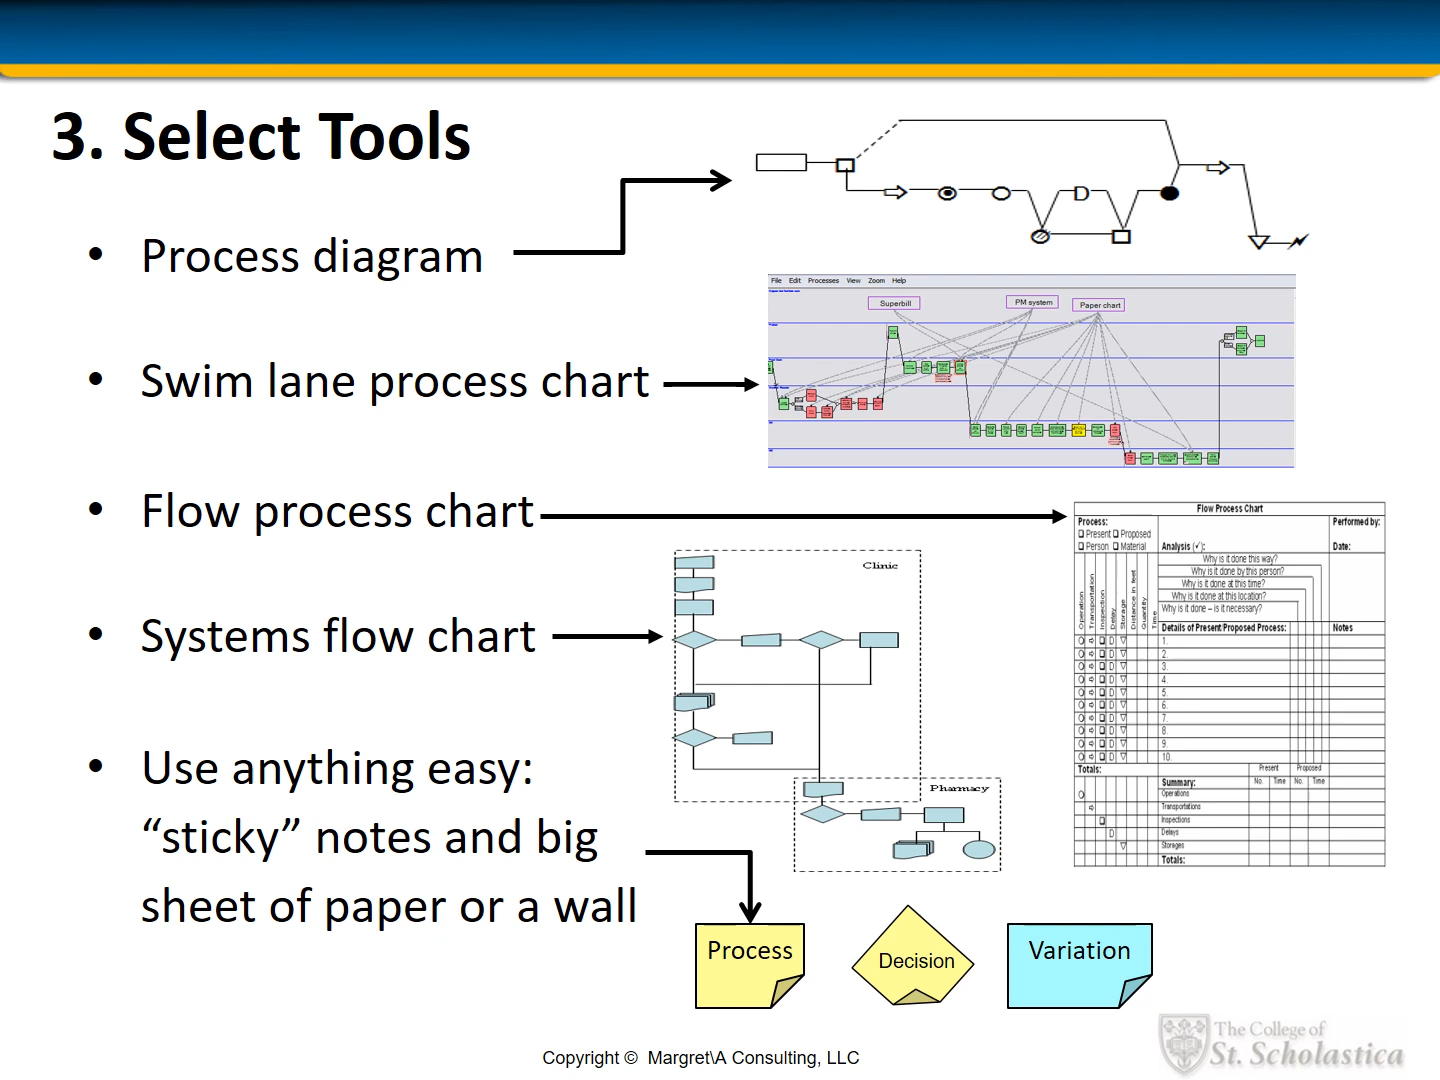 3. Select Tools
• Process diagram
File Edit Processes View Zoom Help
Superbill PM system Paper chart
• Swim lane process chart
• Flow process chart
Flow Process Chart
Process:
❑ Present ❑ Proposed
❑ Person ❑ Material
Analysis (✓):
Performed by:
Date:
Why is it done this way?
Why is it done by this person?
Why is it done at this time?
Why is it done at this location?
Why is it done – is it necessary?
Operation
Transportation
Inspection
Delay
Storage
Distance in feet
Quantity
Time
Details of Present/Proposed Process:
Notes
1.
2.
3.
4.
5.
6.
7.
8.
9.
10.
Totals:
Present Proposed
Summary: No. Time No. Time
Operations
Transportations
Inspections
Delays
Storages
Totals:
• Systems flow chart
Clinic
Pharmacy
• Use anything easy:
“sticky” notes and big
sheet of paper or a wall
Process
Decision
Variation
Copyright © Margret\A Consulting, LLC
The College of
St. Scholastica